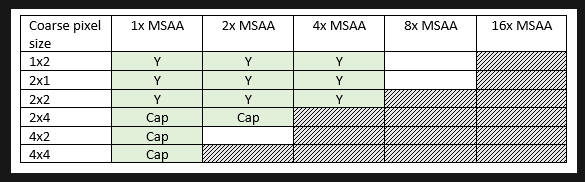 Coarse pixel size 1x MSAA 2x MSAA 4x MSAA 8x MSAA 16x MSAA
1x2 Y Y Y
2x1 Y Y Y
2x2 Y Y Y
2x4 Cap Cap
4x2 Cap
4x4 Cap